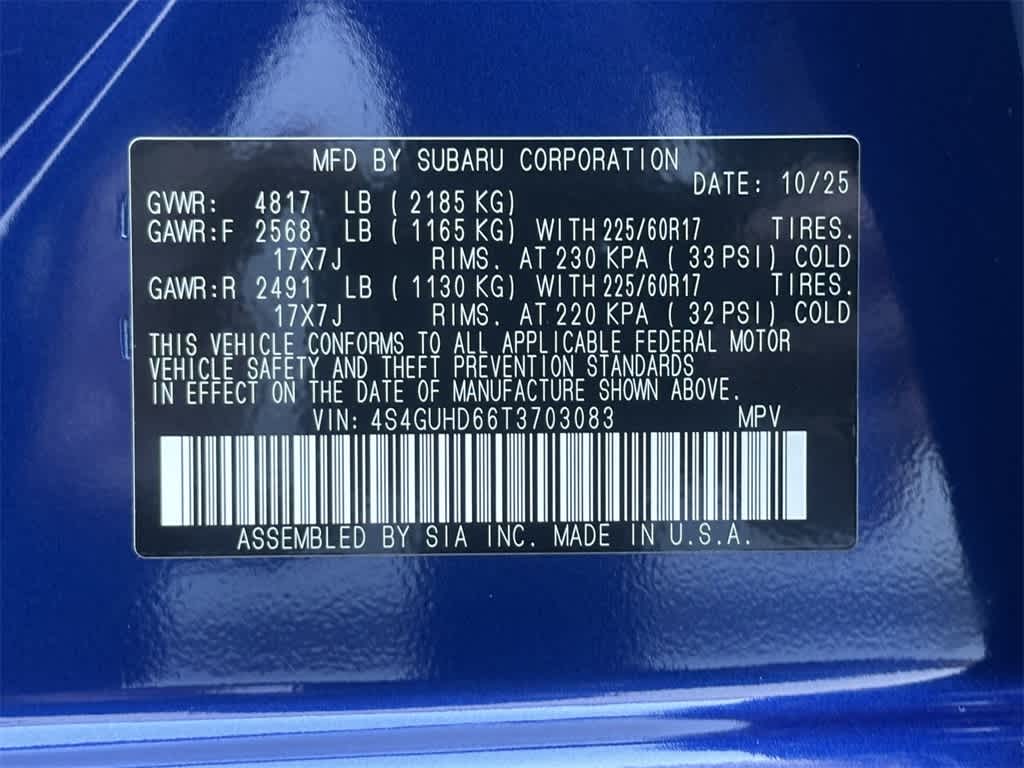 MFD BY SUBARU CORPORATION
DATE: 10/25
GVWR: 4817 LB ( 2185 KG)
GAWR:F 2568 LB ( 1165 KG) WITH 225/60R17 TIRES.
17X7J RIMS. AT 230 KPA ( 33 PSI) COLD
GAWR:R 2491 LB ( 1130 KG) WITH 225/60R17 TIRES.
17X7J RIMS. AT 220 KPA ( 32 PSI) COLD
THIS VEHICLE CONFORMS TO ALL APPLICABLE FEDERAL MOTOR
VEHICLE SAFETY AND THEFT PREVENTION STANDARDS
IN EFFECT ON THE DATE OF MANUFACTURE SHOWN ABOVE.
VIN: 4S4GUHD66T3703083 MPV
ASSEMBLED BY SIA INC. MADE IN U.S.A.